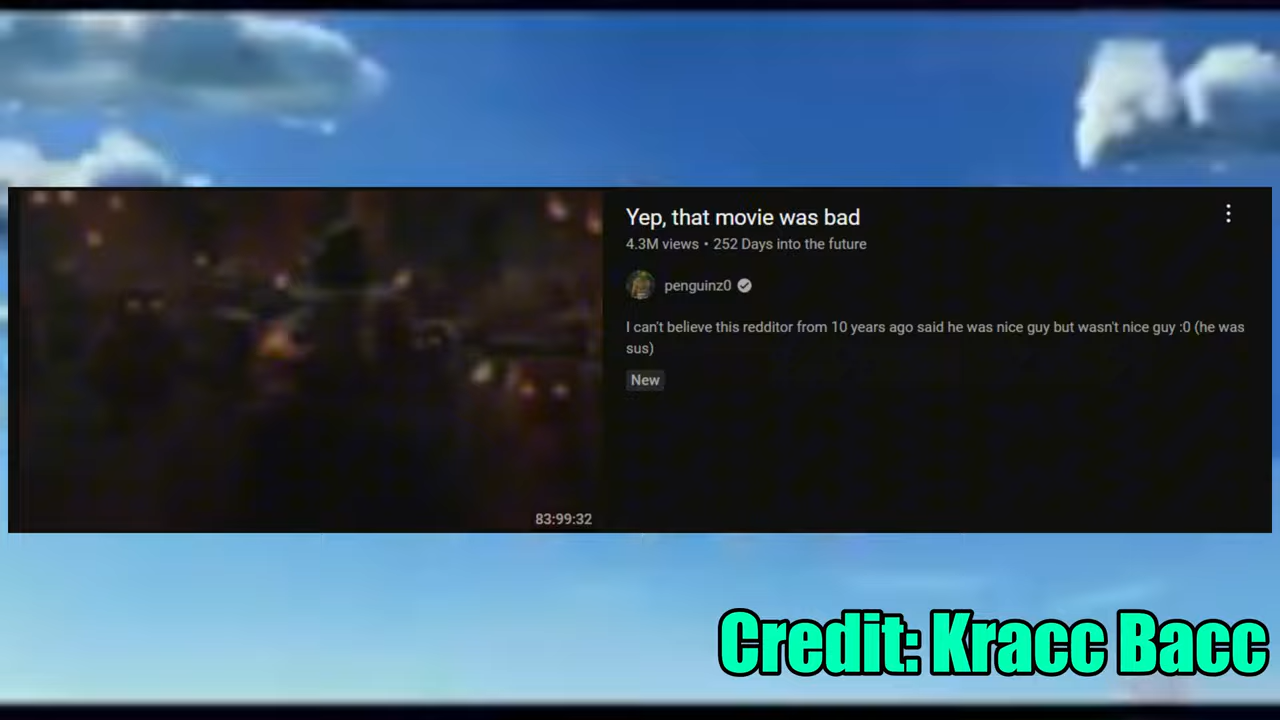 Yep, that movie was bad
4.3M views • 252 Days into the future
penguinz0
I can't believe this redditor from 10 years ago said he was nice guy but wasn't nice guy :0 (he was
sus)
New
83:99:32
Credit: Kracc Bacc